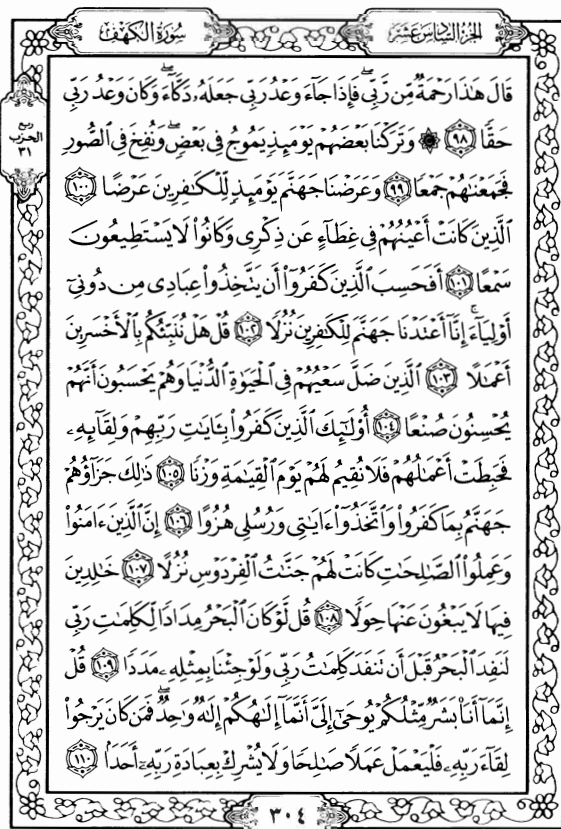 الجزء السادس عشر
سورة الكهف
ربع
الحزب
٣١
قَالَ هَٰذَا رَحْمَةٌ مِّن رَّبِّي ۖ فَإِذَا جَاءَ وَعْدُ رَبِّي جَعَلَهُۥ دَكَّاءَ ۖ وَكَانَ وَعْدُ رَبِّي
حَقًّا ٩٨ ۞ وَتَرَكْنَا بَعْضَهُمْ يَوْمَئِذٍ يَمُوجُ فِي بَعْضٍ ۖ وَنُفِخَ فِي ٱلصُّورِ
فَجَمَعْنَٰهُمْ جَمْعًا ٩٩ وَعَرَضْنَا جَهَنَّمَ يَوْمَئِذٍ لِّلْكَٰفِرِينَ عَرْضًا ١٠٠
ٱلَّذِينَ كَانَتْ أَعْيُنُهُمْ فِي غِطَآءٍ عَن ذِكْرِي وَكَانُوا۟ لَا يَسْتَطِيعُونَ
سَمْعًا ١٠١ أَفَحَسِبَ ٱلَّذِينَ كَفَرُوٓا۟ أَن يَتَّخِذُوا۟ عِبَادِي مِن دُونِيٓ
أَوْلِيَآءَ ۚ إِنَّآ أَعْتَدْنَا جَهَنَّمَ لِلْكَٰفِرِينَ نُزُلًا ١٠٢ قُلْ هَلْ نُنَبِّئُكُم بِٱلْأَخْسَرِينَ
أَعْمَٰلًا ١٠٣ ٱلَّذِينَ ضَلَّ سَعْيُهُمْ فِي ٱلْحَيَوٰةِ ٱلدُّنْيَا وَهُمْ يَحْسَبُونَ أَنَّهُمْ
يُحْسِنُونَ صُنْعًا ١٠٤ أُو۟لَٰٓئِكَ ٱلَّذِينَ كَفَرُوا۟ بِـَٔايَٰتِ رَبِّهِمْ وَلِقَآئِهِۦ
فَحَبِطَتْ أَعْمَٰلُهُمْ فَلَا نُقِيمُ لَهُمْ يَوْمَ ٱلْقِيَٰمَةِ وَزْنًا ١٠٥ ذَٰلِكَ جَزَآؤُهُمْ
جَهَنَّمُ بِمَا كَفَرُوا۟ وَٱتَّخَذُوٓا۟ ءَايَٰتِي وَرُسُلِي هُزُوًا ١٠٦ إِنَّ ٱلَّذِينَ ءَامَنُوا۟
وَعَمِلُوا۟ ٱلصَّٰلِحَٰتِ كَانَتْ لَهُمْ جَنَّٰتُ ٱلْفِرْدَوْسِ نُزُلًا ١٠٧ خَٰلِدِينَ
فِيهَا لَا يَبْغُونَ عَنْهَا حِوَلًا ١٠٨ قُل لَّوْ كَانَ ٱلْبَحْرُ مِدَادًا لِّكَلِمَٰتِ رَبِّي
لَنَفِدَ ٱلْبَحْرُ قَبْلَ أَن تَنفَدَ كَلِمَٰتُ رَبِّي وَلَوْ جِئْنَا بِمِثْلِهِۦ مَدَدًا ١٠٩ قُلْ
إِنَّمَآ أَنَا۠ بَشَرٌ مِّثْلُكُمْ يُوحَىٰٓ إِلَيَّ أَنَّمَآ إِلَٰهُكُمْ إِلَٰهٌ وَٰحِدٌ ۖ فَمَن كَانَ يَرْجُوا۟
لِقَآءَ رَبِّهِۦ فَلْيَعْمَلْ عَمَلًا صَٰلِحًا وَلَا يُشْرِكْ بِعِبَادَةِ رَبِّهِۦٓ أَحَدًۢا ١١٠
٣٠٤